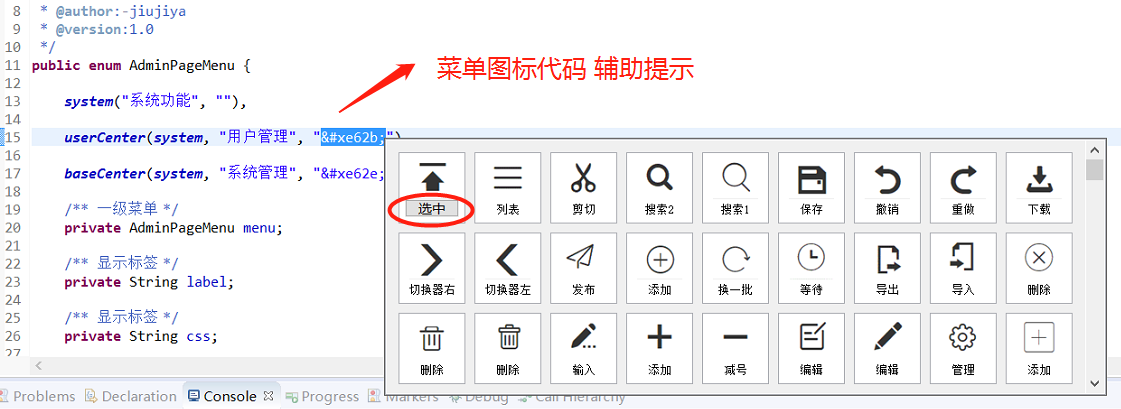 8 * @author:-jiujiya
9 * @version:1.0
10 */
11 public enum AdminPageMenu {
12
13 system("系统功能", ""),
14
15 userCenter(system, "用户管理", "&#xe62b;")
16
17 baseCenter(system, "系统管理", "&#xe62e;
18
19 /** 一级菜单 */
20 private AdminPageMenu menu;
21
22 /** 显示标签 */
23 private String label;
24
25 /** 显示标签 */
26 private String css;
27
菜单图标代码 辅助提示
选中 列表 剪切 搜索2 搜索1 保存 撤销 重做 下载
切换器右 切换器左 发布 添加 换一批 等待 导出 导入 删除
删除 删除 输入 添加 减号 编辑 编辑 管理 添加
Problems Declaration Console Progress Markers Debug Call Hierarchy